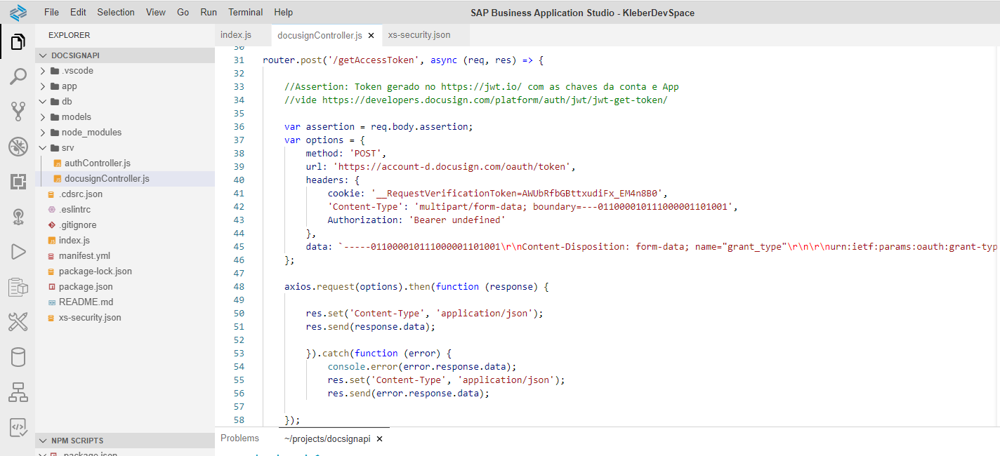 File Edit Selection View Go Run Terminal Help
SAP Business Application Studio - KleberDevSpace
EXPLORER
DOCSIGNAPI
.vscode
app
db
models
node_modules
srv
authController.js
docusignController.js
.cdsrc.json
.eslintrc
.gitignore
index.js
manifest.yml
package-lock.json
package.json
README.md
xs-security.json
NPM SCRIPTS
package.json
index.js docusignController.js × xs-security.json
30
31 router.post('/getAccessToken', async (req, res) => {
32
33 //Assertion: Token gerado no https://jwt.io/ com as chaves da conta e App
34 //vide https://developers.docusign.com/platform/auth/jwt/jwt-get-token/
35
36 var assertion = req.body.assertion;
37 var options = {
38 method: 'POST',
39 url: 'https://account-d.docusign.com/oauth/token',
40 headers: {
41 cookie: '__RequestVerificationToken=AWUbRfbGBttxudiFx_EM4n8B0',
42 'Content-Type': 'multipart/form-data; boundary=---011000010111000001101001',
43 Authorization: 'Bearer undefined'
44 },
45 data: `-----011000010111000001101001\r\nContent-Disposition: form-data; name="grant_type"\r\n\r\nurn:ietf:params:oauth:grant-typ
46 };
47
48 axios.request(options).then(function (response) {
49
50 res.set('Content-Type', 'application/json');
51 res.send(response.data);
52
53 }).catch(function (error) {
54 console.error(error.response.data);
55 res.set('Content-Type', 'application/json');
56 res.send(error.response.data);
57
58 });
Problems ~/projects/docsignapi ×